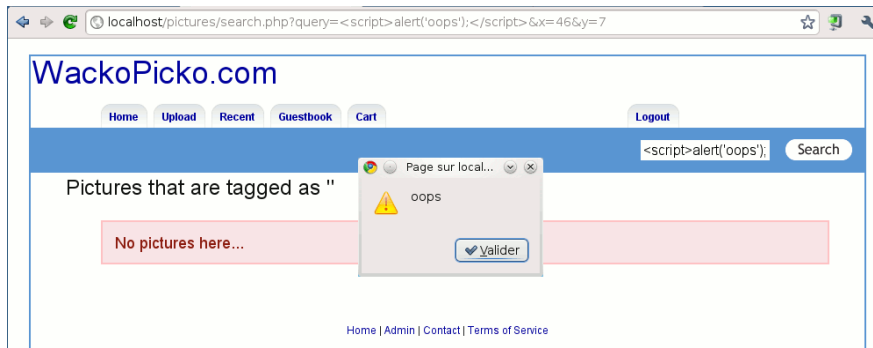 localhost/pictures/search.php?query=<script>alert('oops');</script>&x=46&y=7
WackoPicko.com
Home Upload Recent Guestbook Cart Logout
<script>alert('oops'); Search
Page sur local...
Pictures that are tagged as ''
oops
No pictures here...
Valider
Home | Admin | Contact | Terms of Service